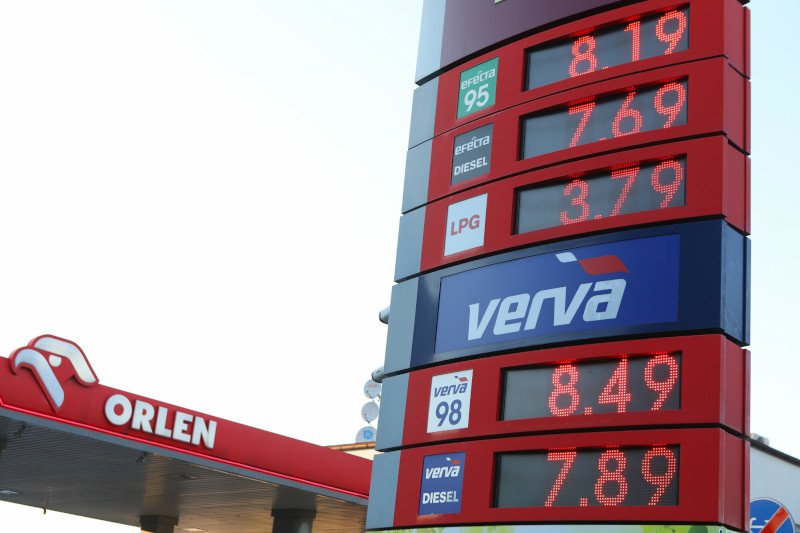 efecta
95
8.19
efecta
DIESEL
7.69
LPG
3.79
verva
verva
98
8.49
verva
DIESEL
7.89
ORLEN